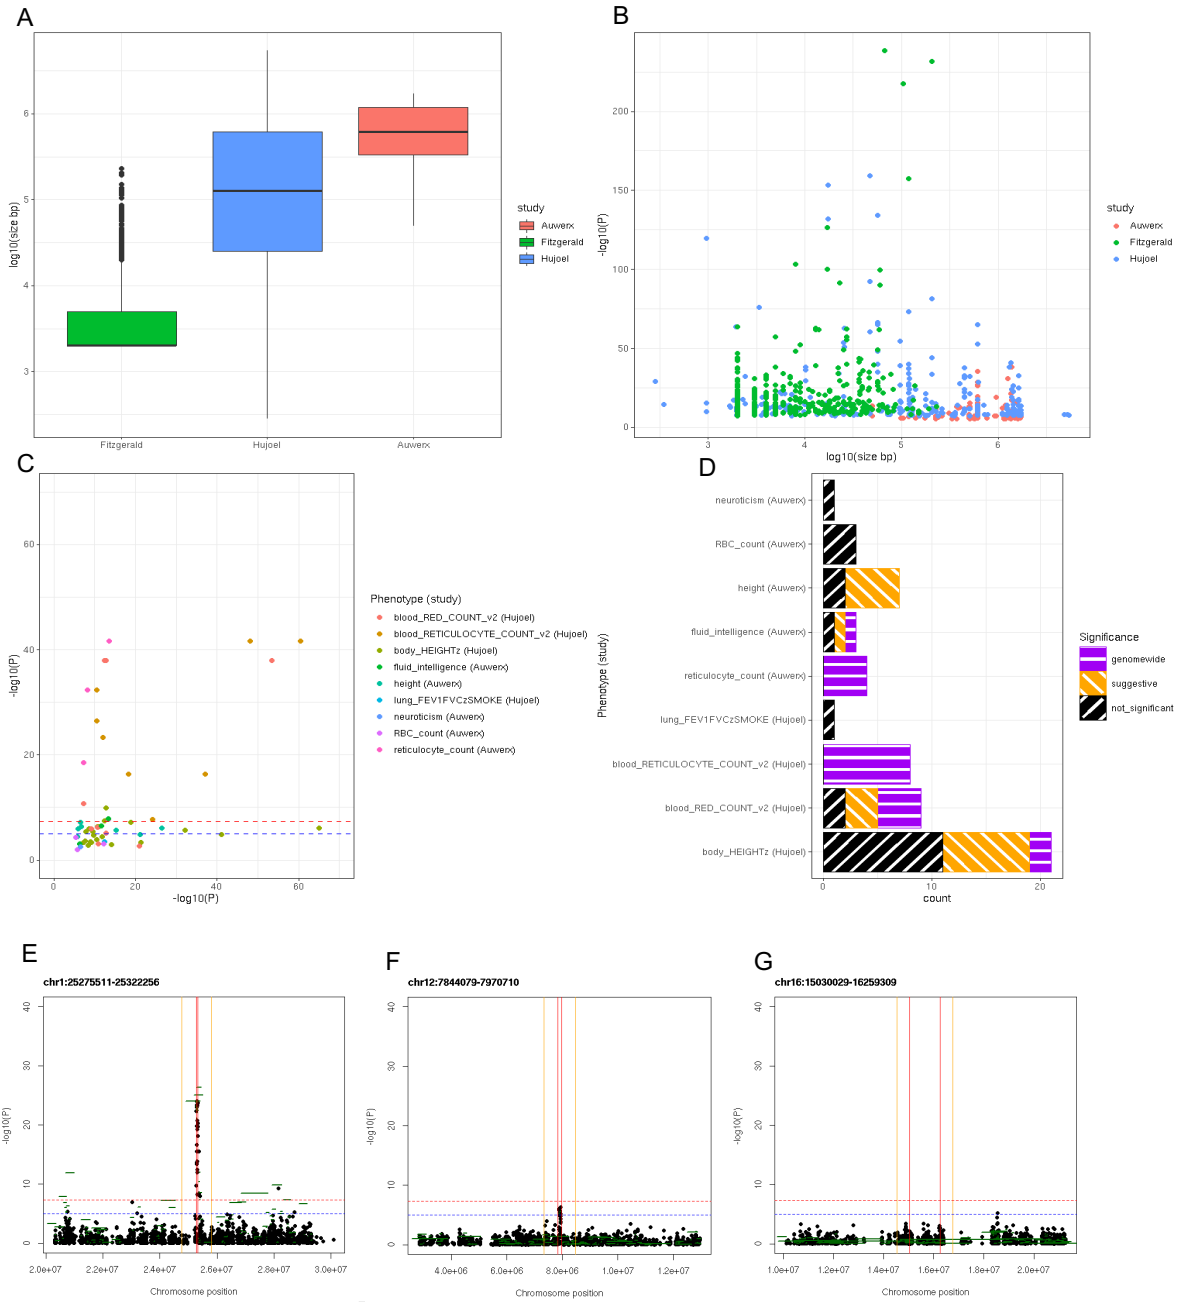 A
log10(size bp)
6
5
4
3
Fitzgerald
Hujoel
Auwerx
study
Auwerx
Fitzgerald
Hujoel
B
-log10(P)
200
150
100
50
0
3
4
5
6
log10(size bp)
study
Auwerx
Fitzgerald
Hujoel
C
-log10(P)
60
40
20
0
0
20
40
60
-log10(P)
Phenotype (study)
blood_RED_COUNT_v2 (Hujoel)
blood_RETICULOCYTE_COUNT_v2 (Hujoel)
body_HEIGHTz (Hujoel)
fluid_intelligence (Auwerx)
height (Auwerx)
lung_FEV1FVCzSMOKE (Hujoel)
neuroticism (Auwerx)
RBC_count (Auwerx)
reticulocyte_count (Auwerx)
D
Phenotype (study)
neuroticism (Auwerx)
RBC_count (Auwerx)
height (Auwerx)
fluid_intelligence (Auwerx)
reticulocyte_count (Auwerx)
lung_FEV1FVCzSMOKE (Hujoel)
blood_RETICULOCYTE_COUNT_v2 (Hujoel)
blood_RED_COUNT_v2 (Hujoel)
body_HEIGHTz (Hujoel)
0
10
20
count
Significance
genomewide
suggestive
not_significant
E
chr1:25275511-25322256
-log10(P)
40
30
20
10
0
2.0e+07
2.2e+07
2.4e+07
2.6e+07
2.8e+07
3.0e+07
Chromosome position
F
chr12:7844079-7970710
-log10(P)
40
30
20
10
0
4.0e+06
6.0e+06
8.0e+06
1.0e+07
1.2e+07
Chromosome position
G
chr16:15030029-16259309
-log10(P)
40
30
20
10
0
1.0e+07
1.2e+07
1.4e+07
1.6e+07
1.8e+07
2.0e+07
Chromosome position